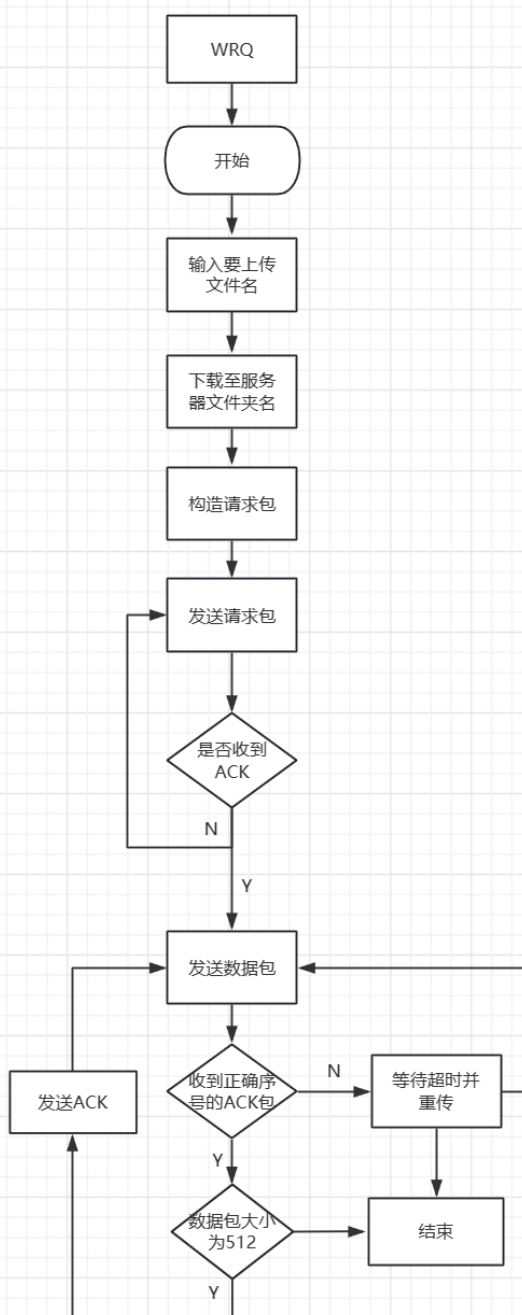 WRQ
开始
输入要上传
文件名
下载至服务
器文件夹名
构造请求包
发送请求包
是否收到
ACK
N
Y
发送数据包
收到正确序
号的ACK包
N
等待超时并
重传
发送ACK
Y
数据包大小
为512
结束
Y